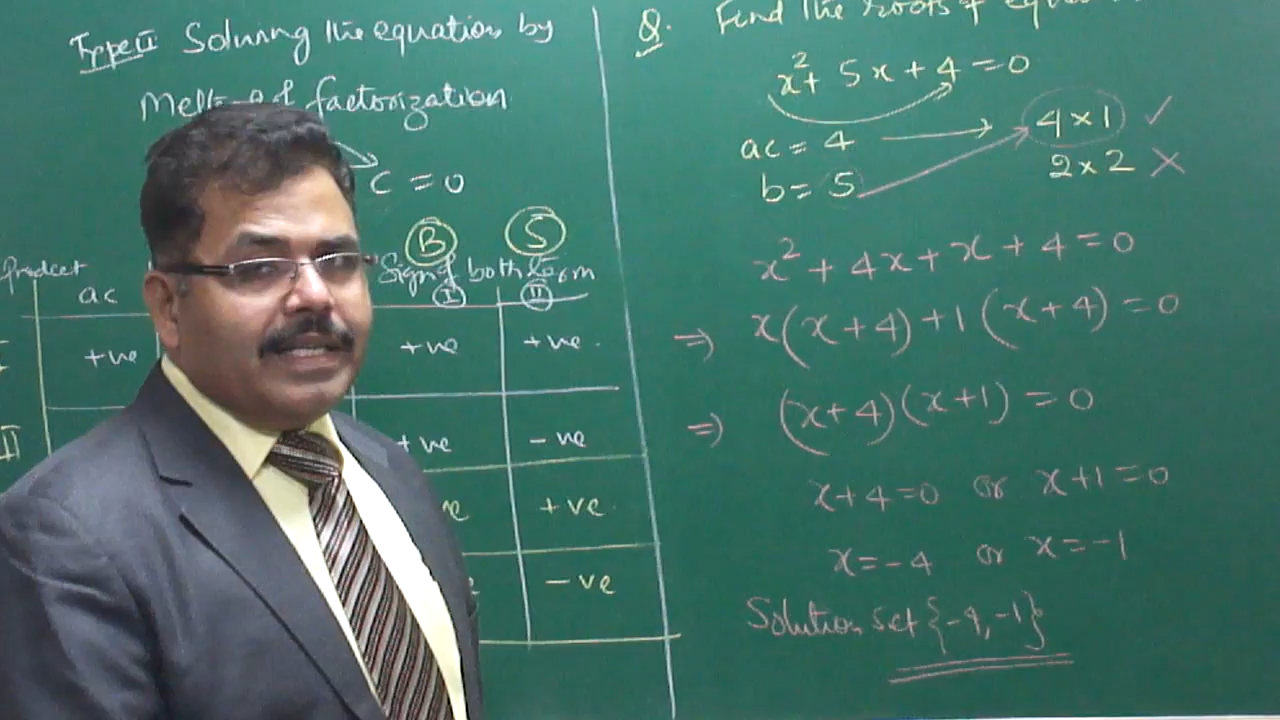 Type II Solving the equation by
Method of factorization
c = 0
B S
Product ac Sign of both term
I II
I +ve +ve +ve
II +ve -ve
+ve
-ve
Q. Find the roots of
x² + 5x + 4 = 0
ac = 4 4 × 1 ✓
b = 5 2 × 2 ×
x² + 4x + x + 4 = 0
⇒ x(x+4) + 1(x+4) = 0
⇒ (x+4)(x+1) = 0
x+4=0 or x+1=0
x=-4 or x=-1
Solution set {-4,-1}